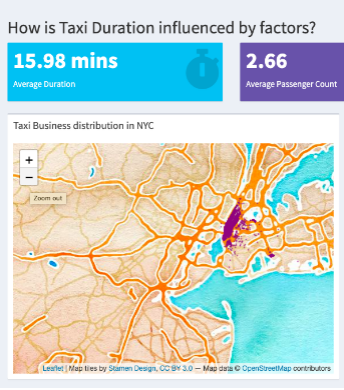 How is Taxi Duration influenced by factors?
15.98 mins
Average Duration
2.66
Average Passenger Count
Taxi Business distribution in NYC
+
−
Zoom out
Leaflet | Map tiles by Stamen Design, CC BY 3.0 — Map data © OpenStreetMap contributors